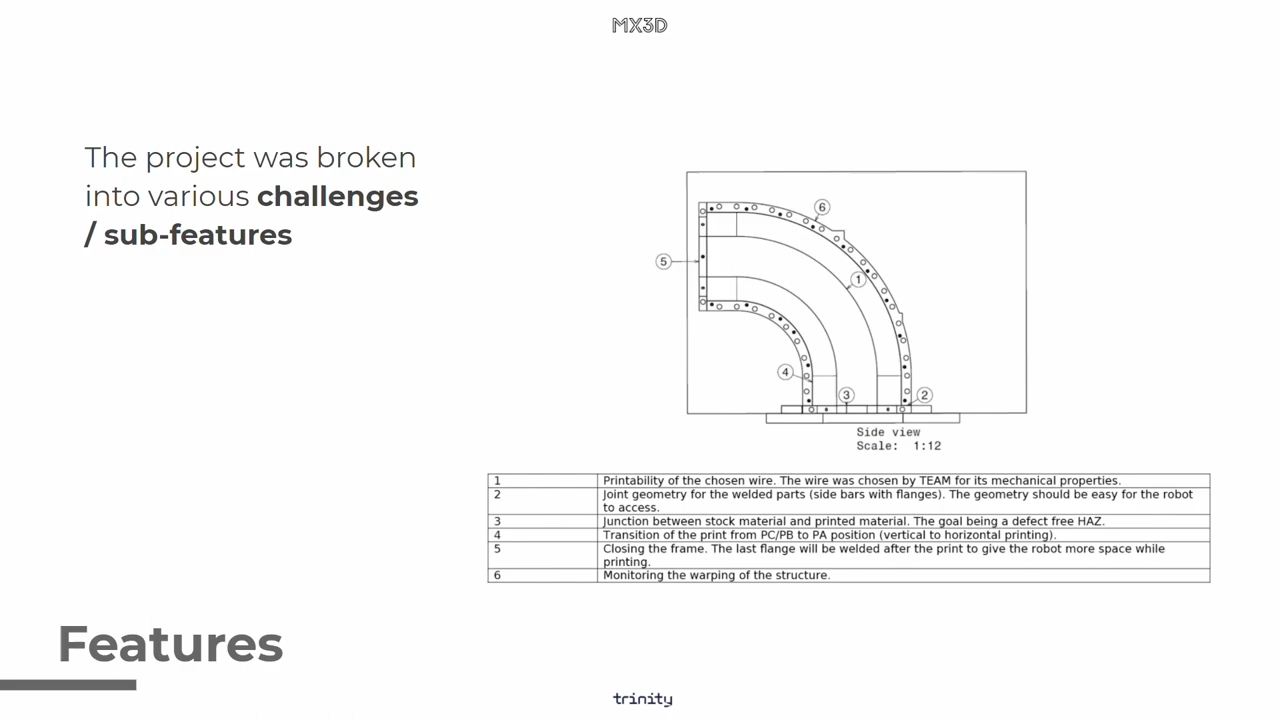 MX3D
The project was broken
into various challenges
/ sub-features
6
5
1
4
3
2
Side view
Scale: 1:12
1 Printability of the chosen wire. The wire was chosen by TEAM for its mechanical properties.
2 Joint geometry for the welded parts (side bars with flanges). The geometry should be easy for the robot
to access.
3 Junction between stock material and printed material. The goal being a defect free HAZ.
4 Transition of the print from PC/PB to PA position (vertical to horizontal printing).
5 Closing the frame. The last flange will be welded after the print to give the robot more space while
printing.
6 Monitoring the warping of the structure.
Features
trinity